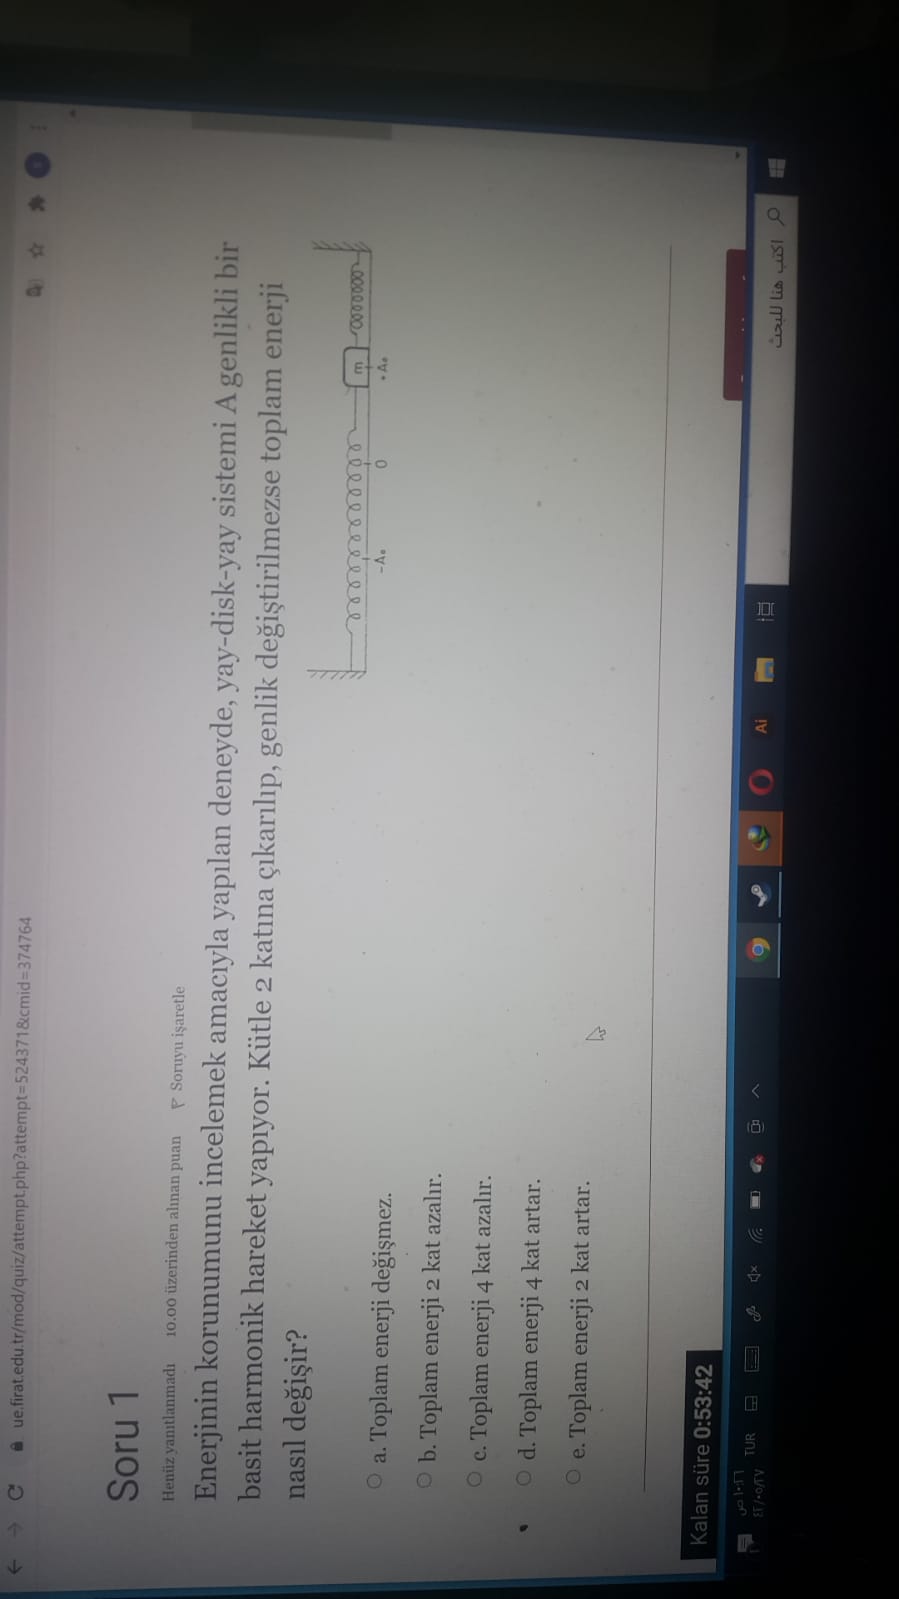 ue.firat.edu.tr/mod/quiz/attempt.php?attempt=524371&cmid=374764
Soru 1
Henüz yanıtlanmadı 10.00 üzerinden alınan puan Soruyu işaretle
Enerjinin korunumunu incelemek amacıyla yapılan deneyde, yay-disk-yay sistemi A genlikli bir
basit harmonik hareket yapıyor. Kütle 2 katına çıkarılıp, genlik değiştirilmezse toplam enerji
nasıl değişir?
m
-A₀ 0 +A₀
a. Toplam enerji değişmez.
b. Toplam enerji 2 kat azalır.
c. Toplam enerji 4 kat azalır.
d. Toplam enerji 4 kat artar.
e. Toplam enerji 2 kat artar.
Kalan süre 0:53:42
TUR
Ai
اكتب هنا للبحث